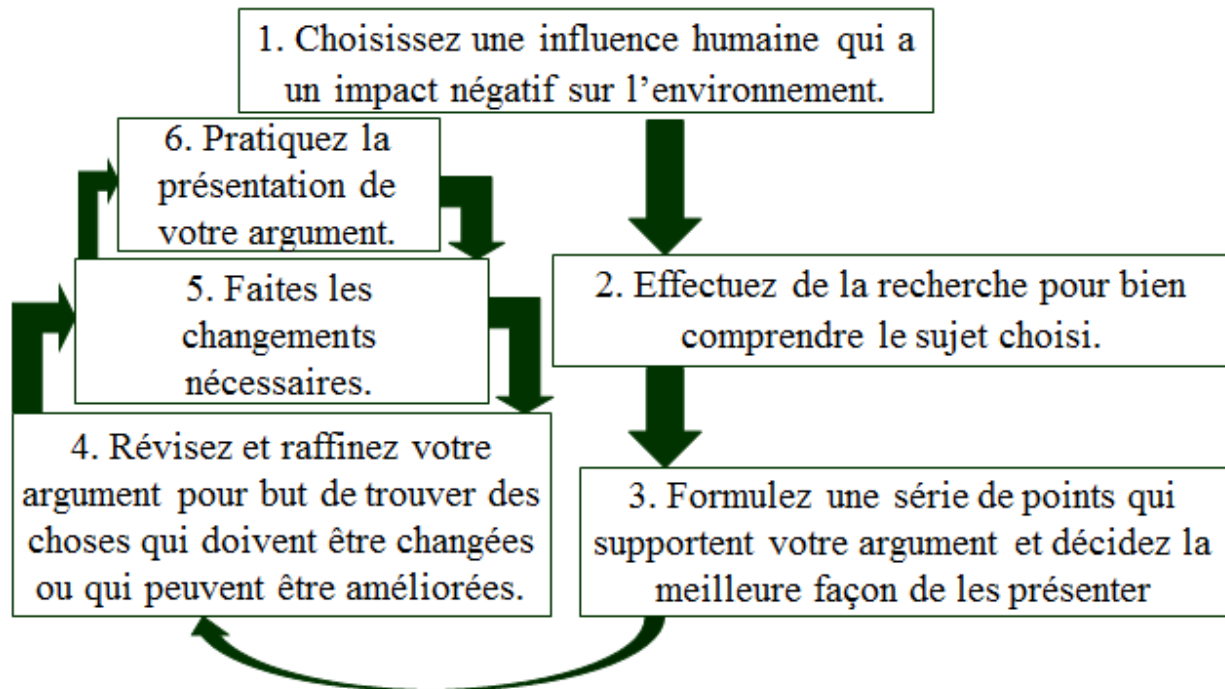 1. Choisissez une influence humaine qui a
un impact négatif sur l’environnement.
2. Effectuez de la recherche pour bien
comprendre le sujet choisi.
3. Formulez une série de points qui
supportent votre argument et décidez la
meilleure façon de les présenter
4. Révisez et raffinez votre
argument pour but de trouver des
choses qui doivent être changées
ou qui peuvent être améliorées.
5. Faites les
changements
nécessaires.
6. Pratiquez la
présentation de
votre argument.